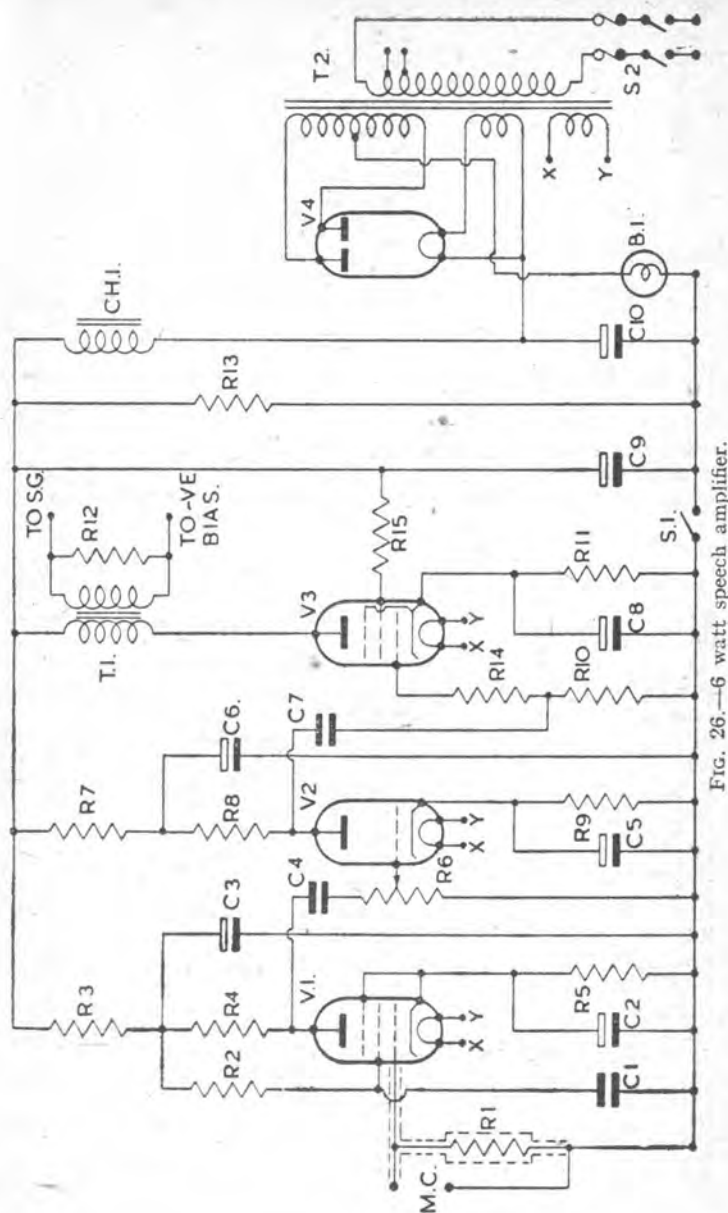 TO S.G.
R12
TO -VE
BIAS.
T.1.
CH.1.
R13
V4
T2.
R3
R7
C6.
R2
R4
C3
R8
C7
C4
V.1.
V2
V3
R15
R6
R14
X
Y
X
Y
X
Y
X
Y
M.C.
R1
C1
C2
R5
C5
R9
R10
C8
R11
S.1.
C9
C10
B.1.
S2
FIG. 26.—6 watt speech amplifier.